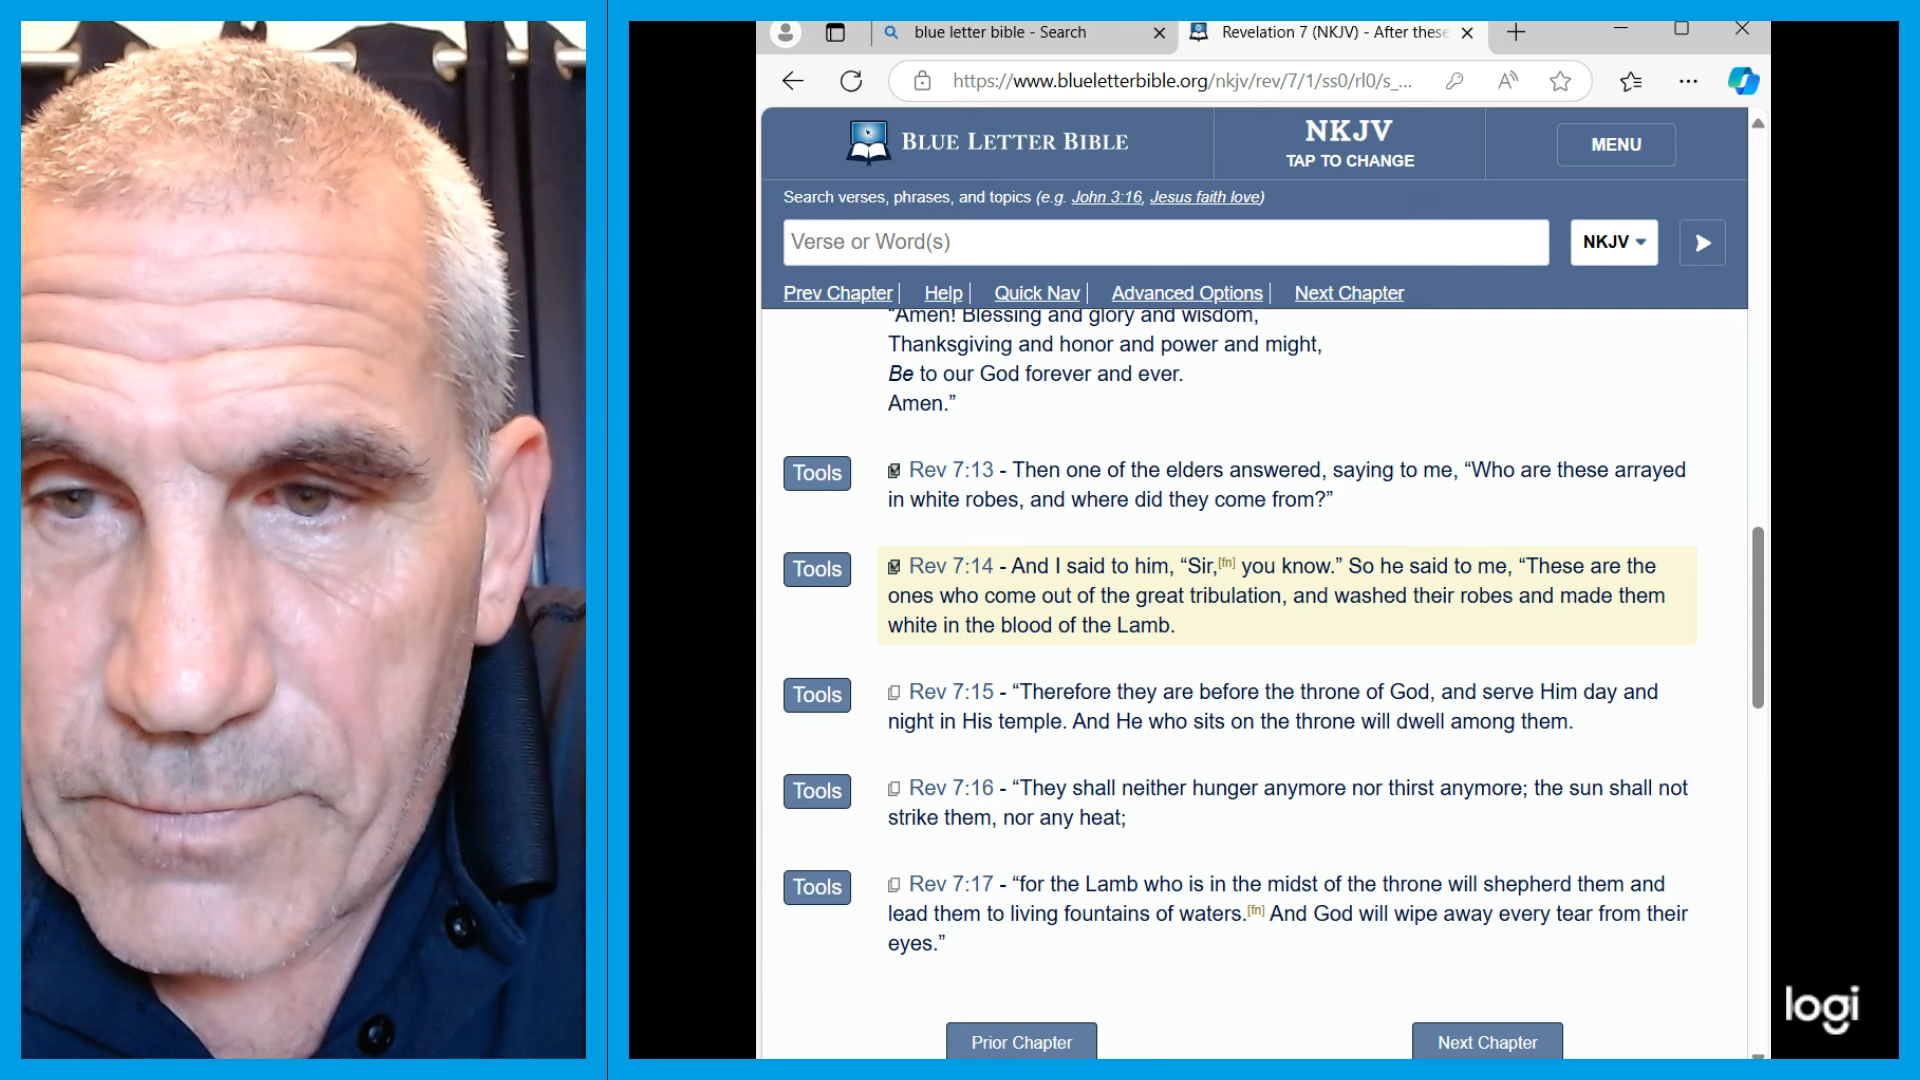 blue letter bible - Search
Revelation 7 (NKJV) - After these
https://www.blueletterbible.org/nkjv/rev/7/1/ss0/rl0/s_...
BLUE LETTER BIBLE
NKJV
TAP TO CHANGE
MENU
Search verses, phrases, and topics (e.g. John 3:16, Jesus faith love)
Verse or Word(s)
NKJV
Prev Chapter| Help| Quick Nav| Advanced Options| Next Chapter
“Amen! Blessing and glory and wisdom,
Thanksgiving and honor and power and might,
Be to our God forever and ever.
Amen.”
Tools
Rev 7:13 - Then one of the elders answered, saying to me, “Who are these arrayed
in white robes, and where did they come from?”
Tools
Rev 7:14 - And I said to him, “Sir,[fn] you know.” So he said to me, “These are the
ones who come out of the great tribulation, and washed their robes and made them
white in the blood of the Lamb.
Tools
Rev 7:15 - “Therefore they are before the throne of God, and serve Him day and
night in His temple. And He who sits on the throne will dwell among them.
Tools
Rev 7:16 - “They shall neither hunger anymore nor thirst anymore; the sun shall not
strike them, nor any heat;
Tools
Rev 7:17 - “for the Lamb who is in the midst of the throne will shepherd them and
lead them to living fountains of waters.[fn] And God will wipe away every tear from their
eyes.”
Prior Chapter
Next Chapter
logi